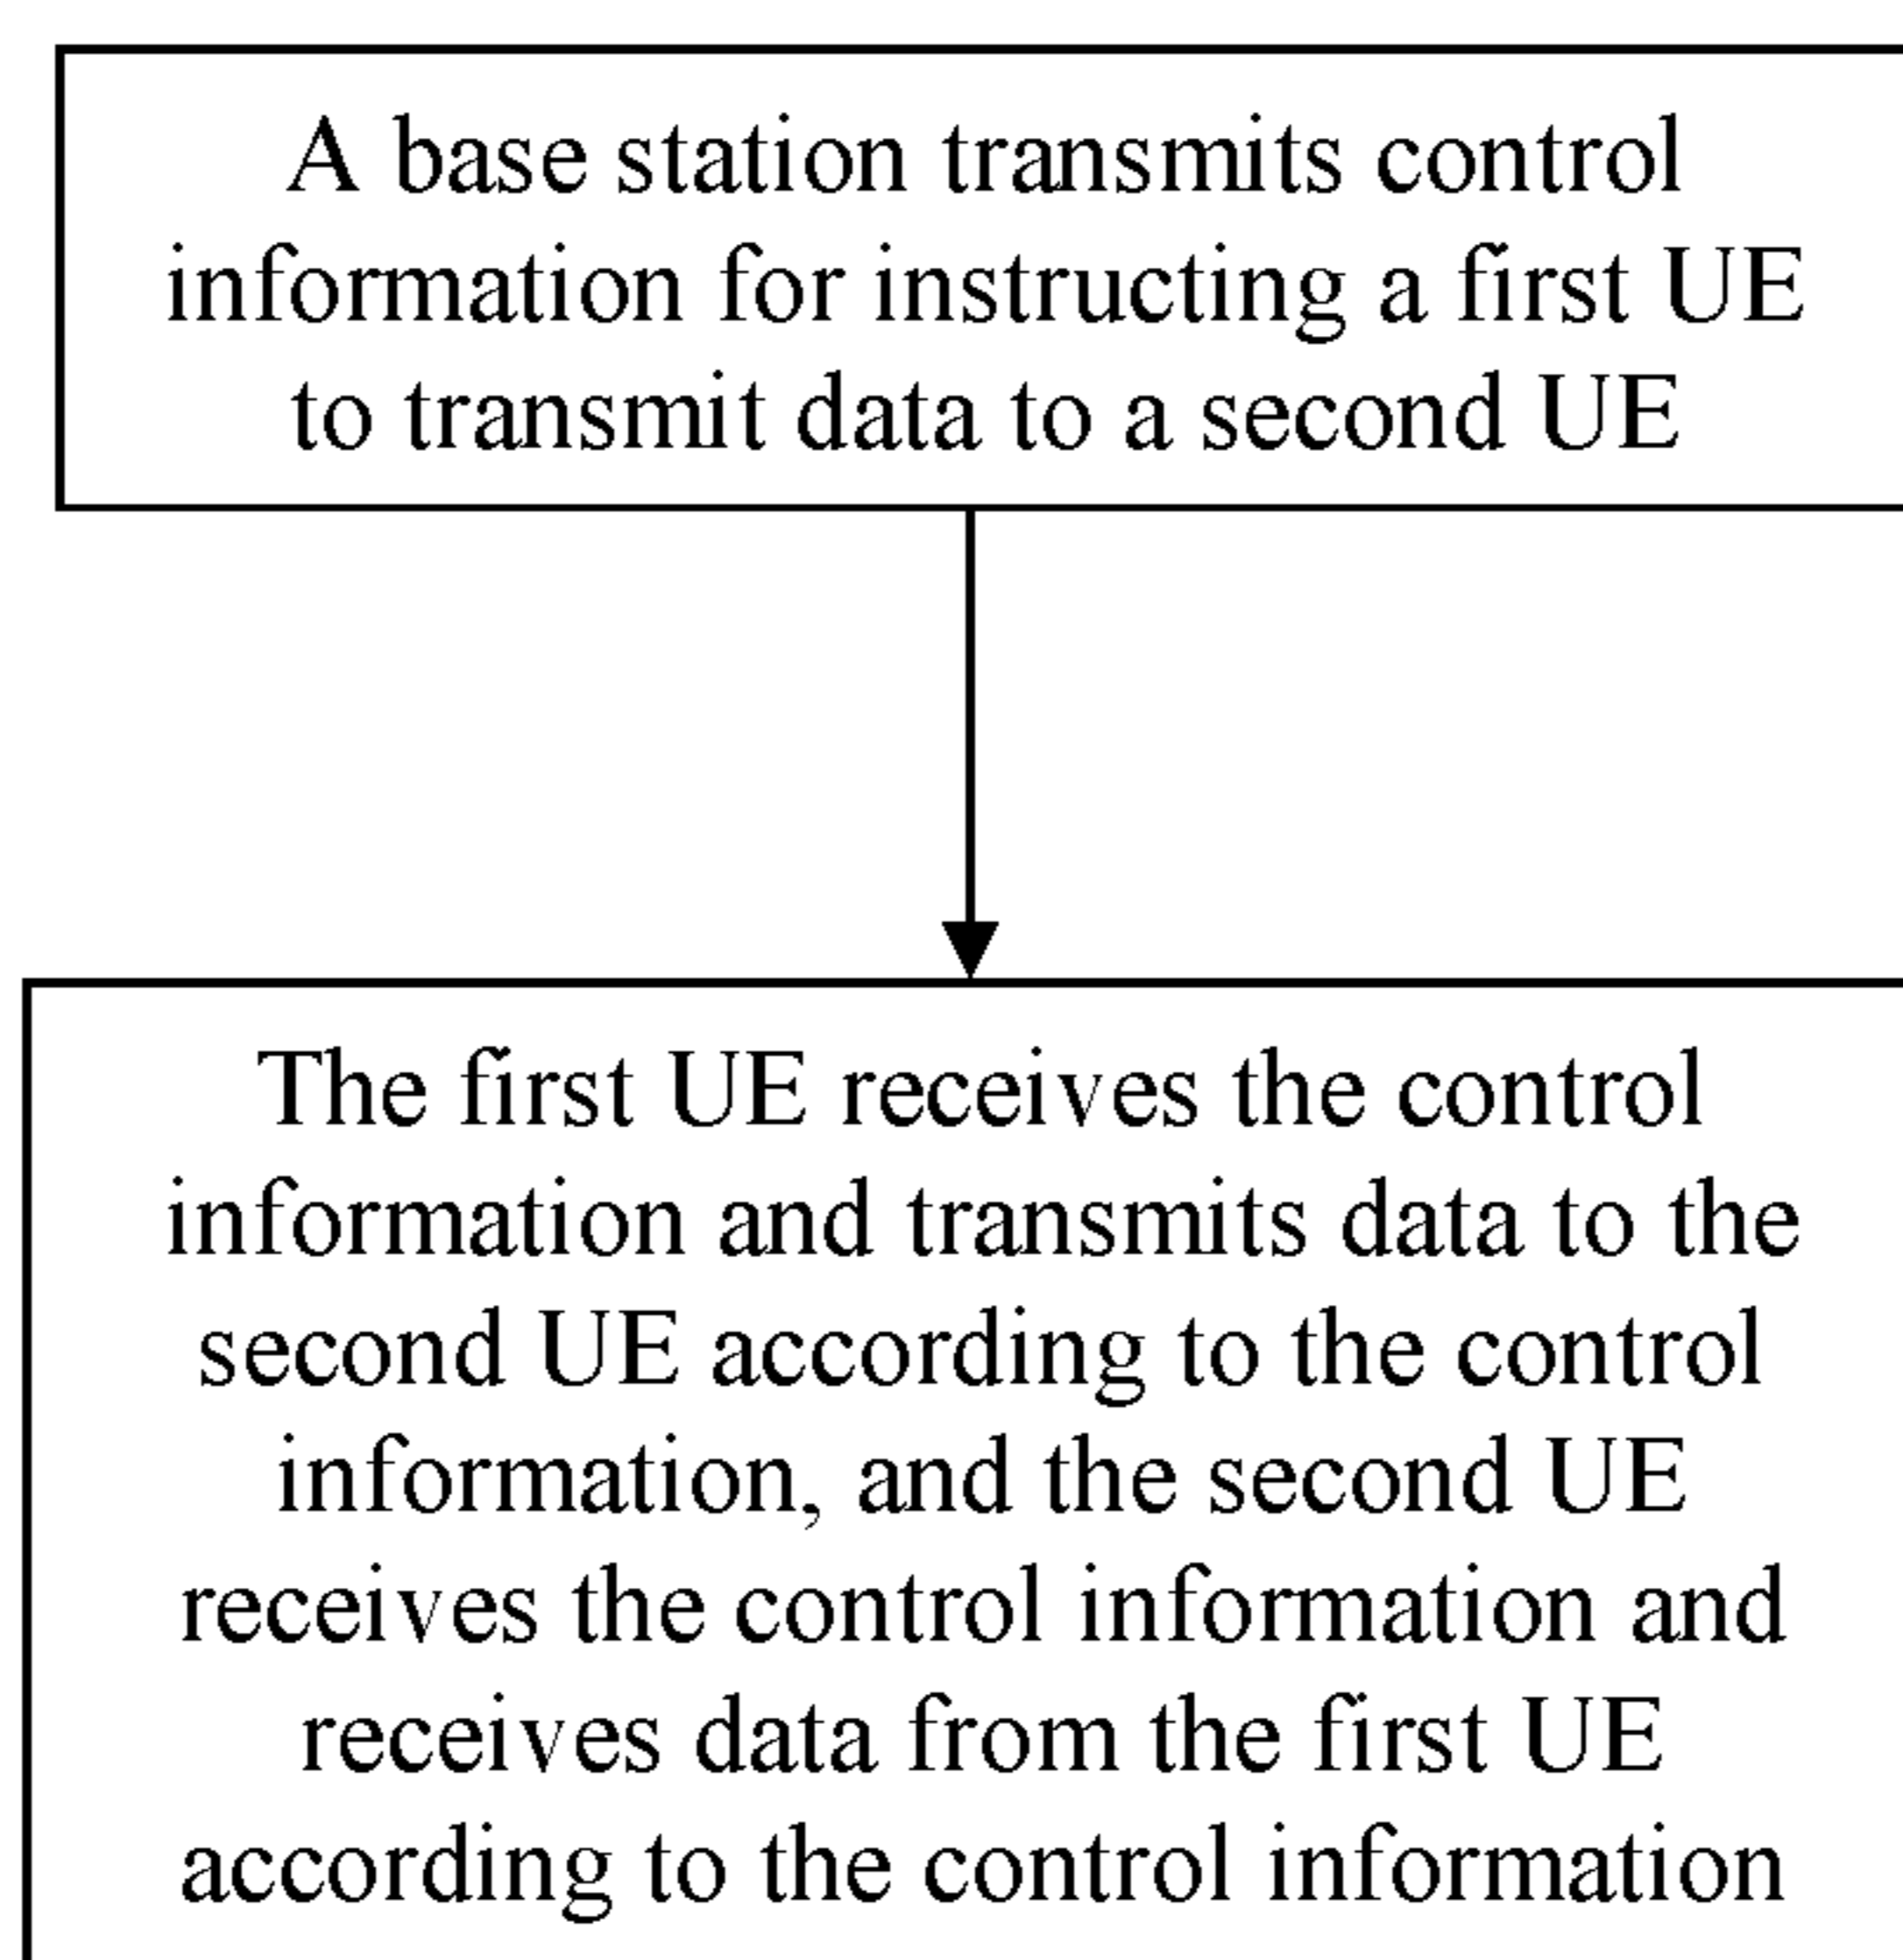 A base station transmits control
information for instructing a first UE
to transmit data to a second UE
The first UE receives the control
information and transmits data to the
second UE according to the control
information, and the second UE
receives the control information and
receives data from the first UE
according to the control information